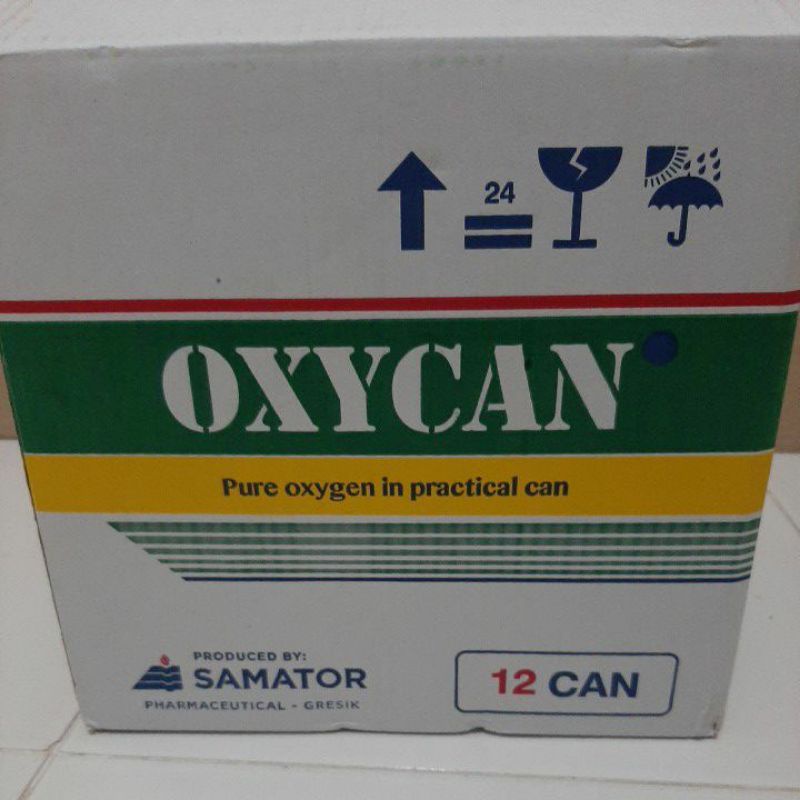 24
OXYCAN
Pure oxygen in practical can
PRODUCED BY:
SAMATOR
PHARMACEUTICAL - GRESIK
12 CAN